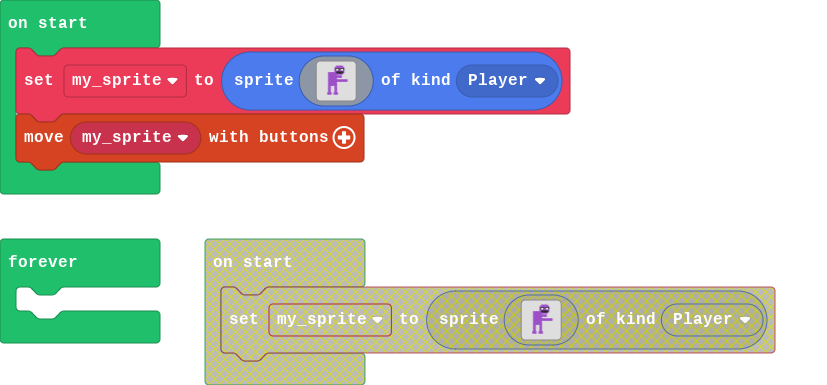 on start
set my_sprite to sprite of kind Player
move my_sprite with buttons
forever
on start
set my_sprite to sprite of kind Player